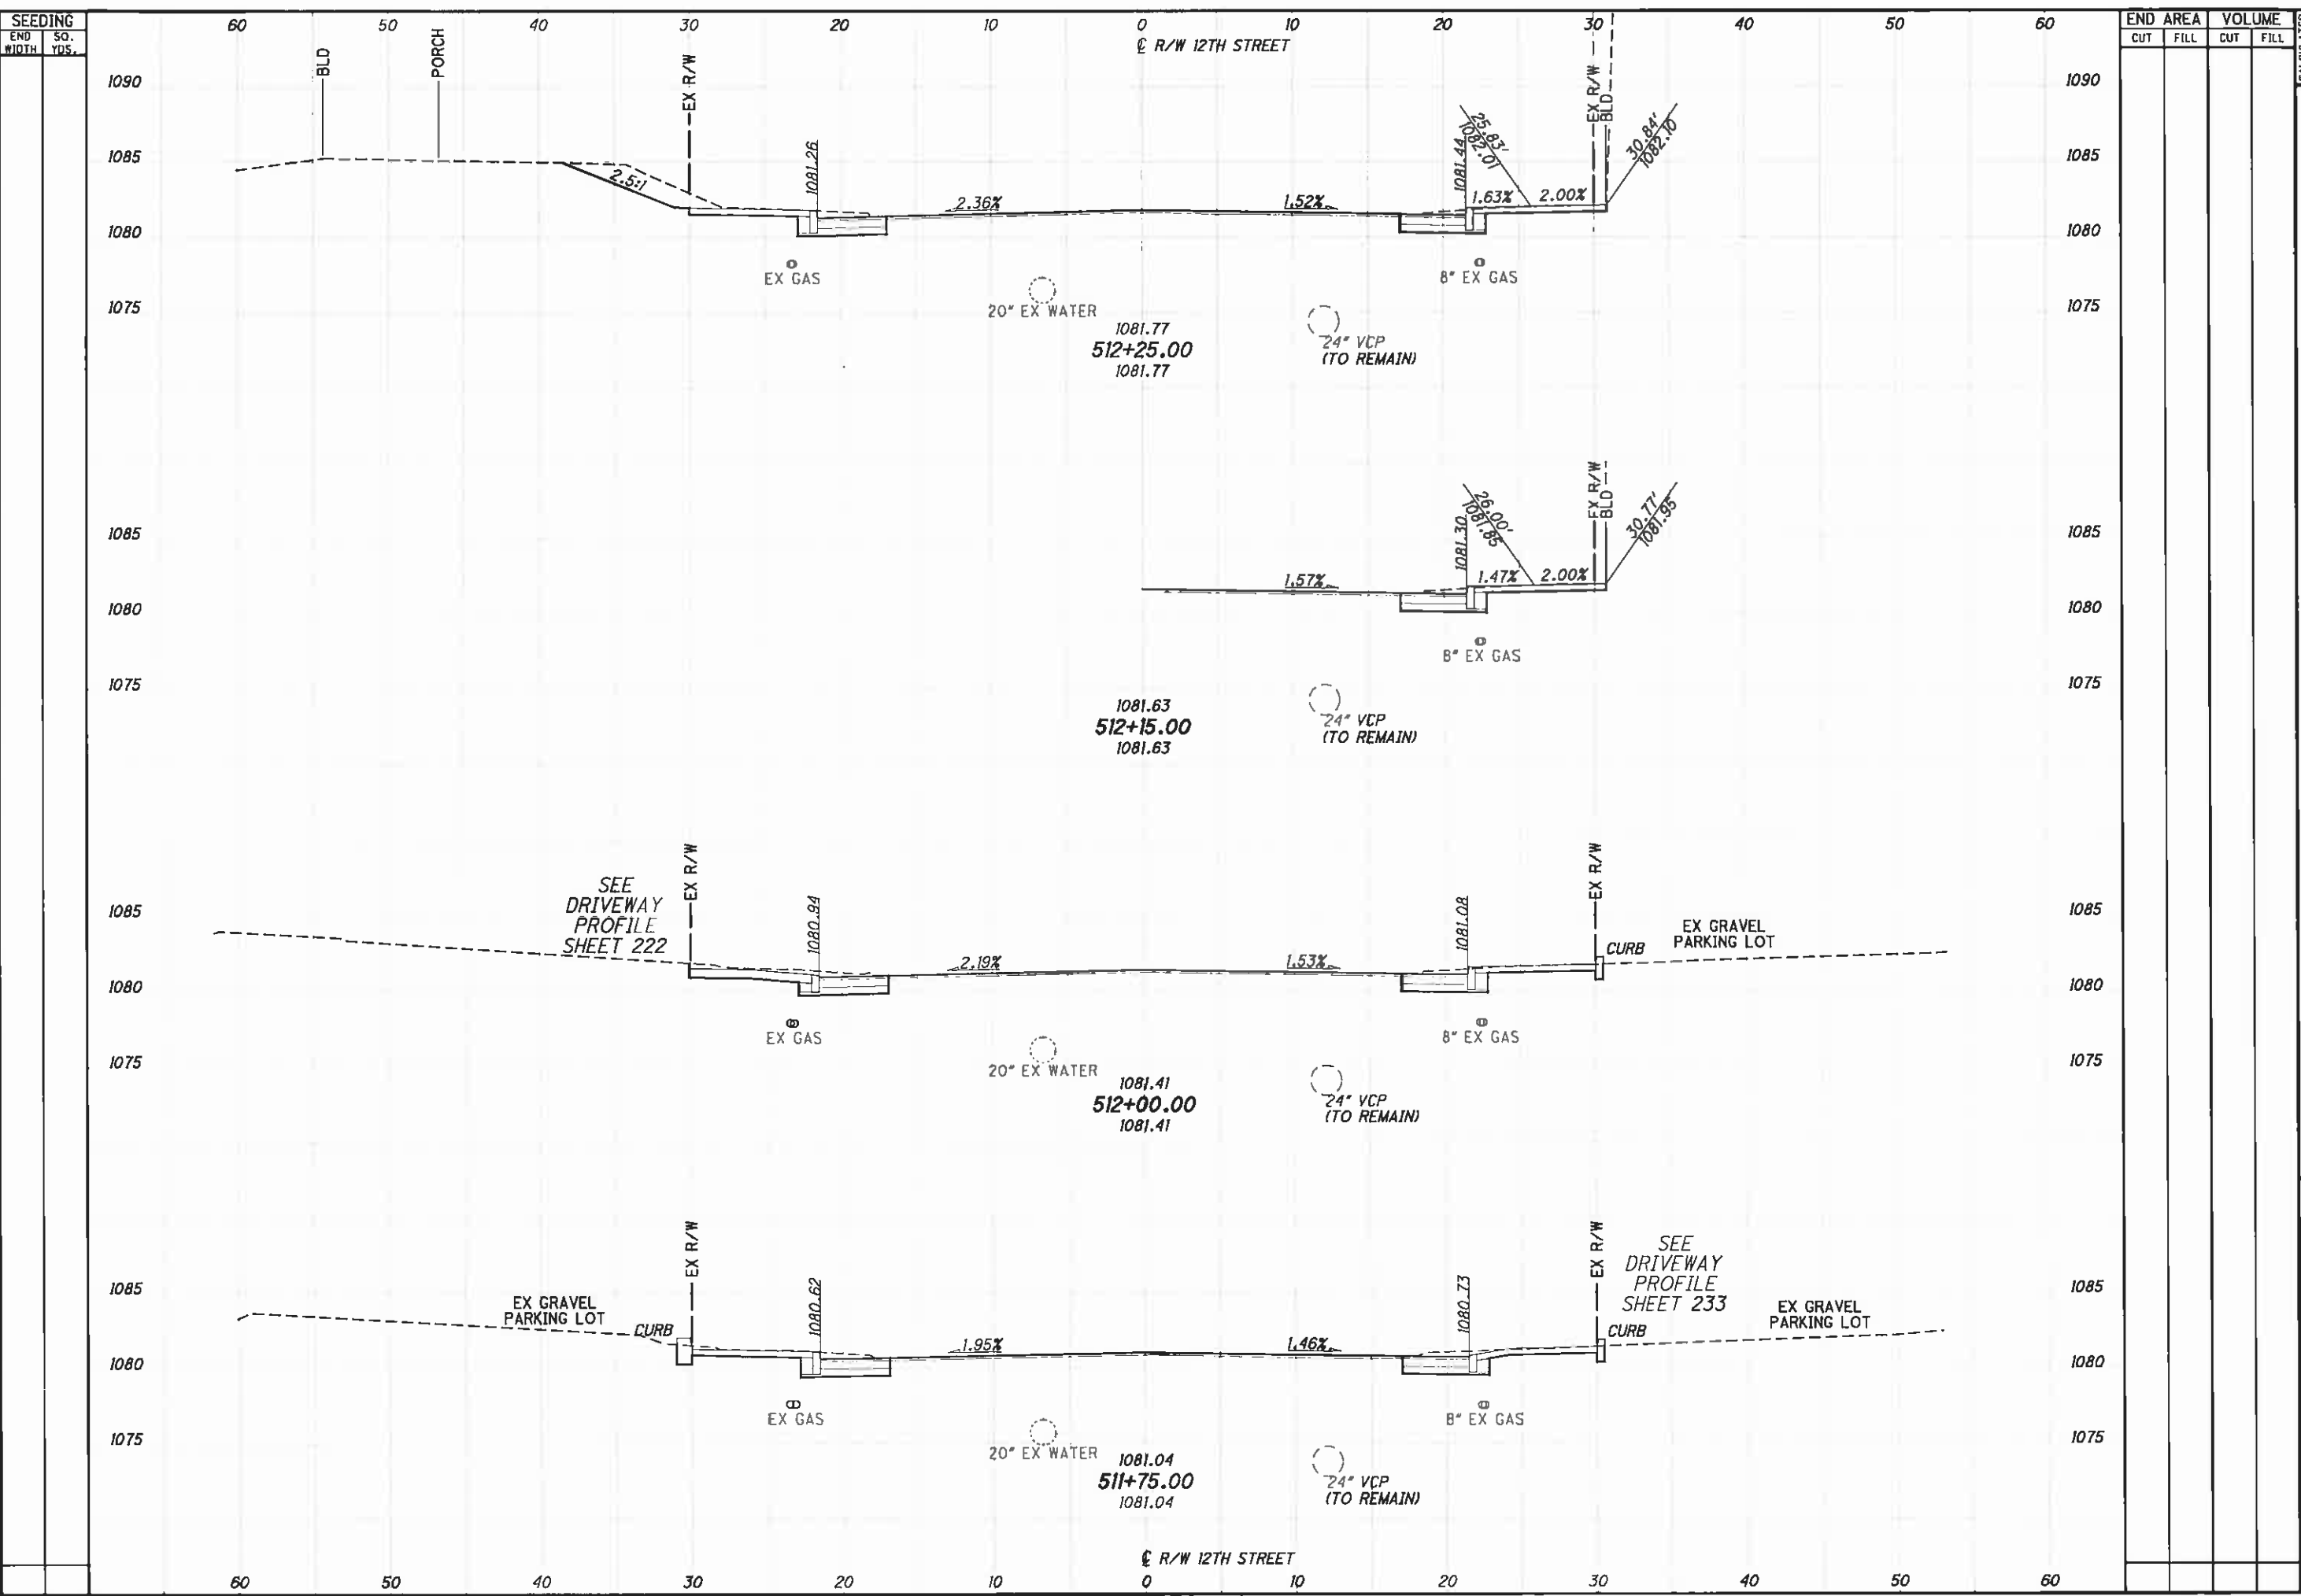 SEEDING
END WIDTH
SO. YDS.
60 50 40 30 20 10 0 10 20 30 40 50 60
℄ R/W 12TH STREET
END AREA
VOLUME
CUT FILL CUT FILL
1090
1085
1080
1075
BLD
PORCH
EX R/W
1081.26
2.5:1
2.36%
1.52%
1081.44
25.83'
1082.01
1.63%
2.00%
EX R/W
BLD
30.84'
1082.10
1090
1085
1080
1075
EX GAS
20" EX WATER
8" EX GAS
24" VCP
(TO REMAIN)
1081.77
512+25.00
1081.77
1085
1080
1075
1.57%
1081.30
26.00'
1081.85
1.47%
2.00%
EX R/W
BLD
30.77'
1081.95
1085
1080
1075
8" EX GAS
24" VCP
(TO REMAIN)
1081.63
512+15.00
1081.63
1085
1080
1075
SEE
DRIVEWAY
PROFILE
SHEET 222
EX R/W
1080.94
2.19%
1.53%
1081.08
EX R/W
CURB
EX GRAVEL
PARKING LOT
1085
1080
1075
EX GAS
20" EX WATER
8" EX GAS
24" VCP
(TO REMAIN)
1081.41
512+00.00
1081.41
1085
1080
1075
EX GRAVEL
PARKING LOT
CURB
EX R/W
1080.62
1.95%
1.46%
1080.73
EX R/W
CURB
SEE
DRIVEWAY
PROFILE
SHEET 233
EX GRAVEL
PARKING LOT
1085
1080
1075
EX GAS
20" EX WATER
8" EX GAS
24" VCP
(TO REMAIN)
1081.04
511+75.00
1081.04
℄ R/W 12TH STREET
60 50 40 30 20 10 0 10 20 30 40 50 60